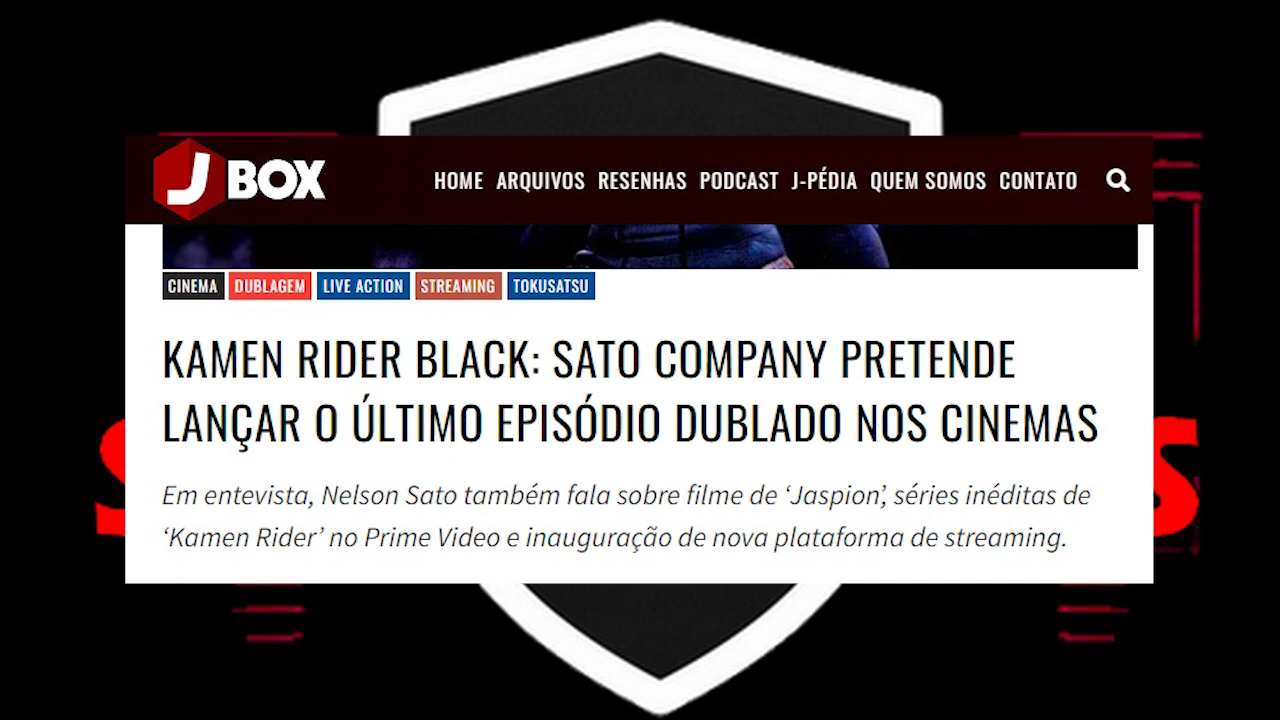 J BOX
HOME ARQUIVOS RESENHAS PODCAST J-PÉDIA QUEM SOMOS CONTATO
CINEMA DUBLAGEM LIVE ACTION STREAMING TOKUSATSU
KAMEN RIDER BLACK: SATO COMPANY PRETENDE
LANÇAR O ÚLTIMO EPISÓDIO DUBLADO NOS CINEMAS
Em entevista, Nelson Sato também fala sobre filme de ‘Jaspion’, séries inéditas de
‘Kamen Rider’ no Prime Video e inauguração de nova plataforma de streaming.